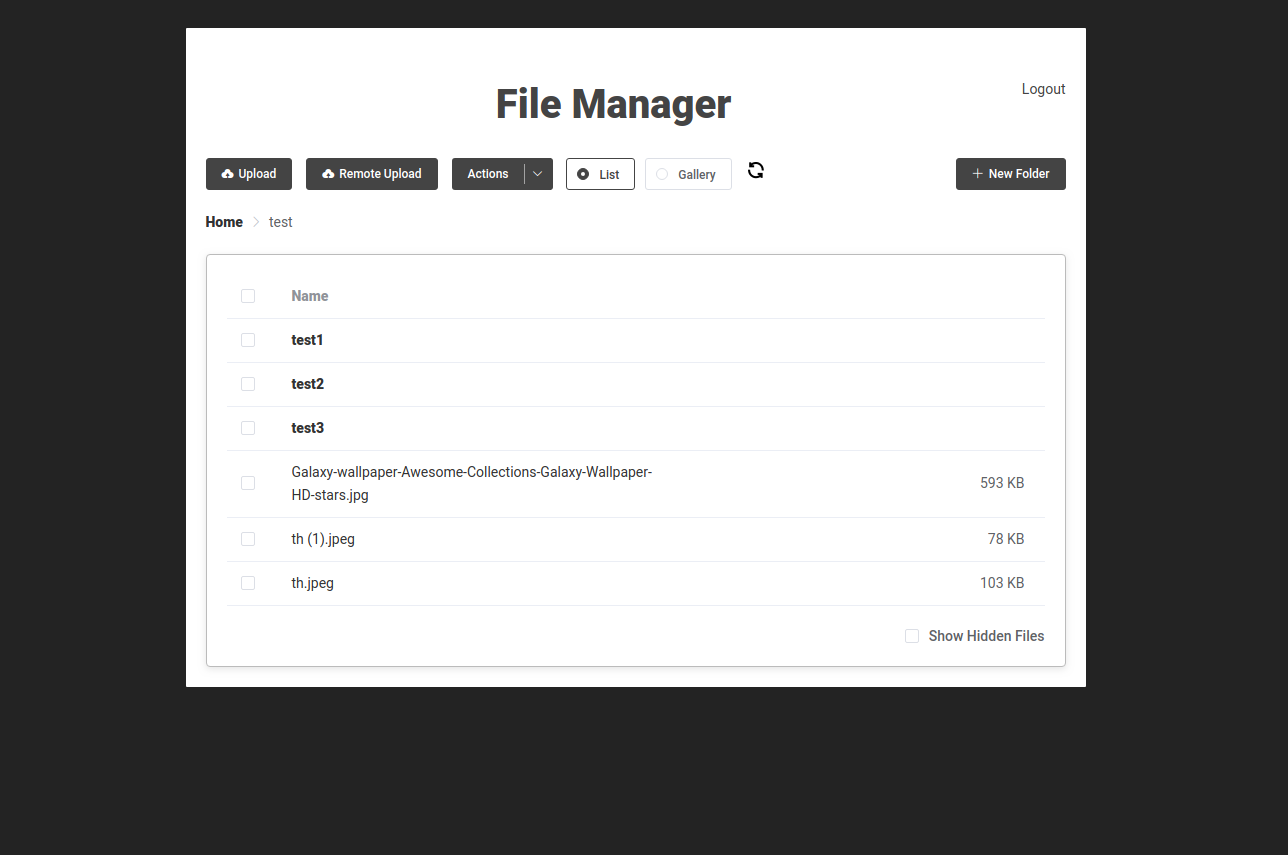 File Manager
Logout
Upload
Remote Upload
Actions
List
Gallery
New Folder
Home
test
Name
test1
test2
test3
Galaxy-wallpaper-Awesome-Collections-Galaxy-Wallpaper-
HD-stars.jpg
593 KB
th (1).jpeg
78 KB
th.jpeg
103 KB
Show Hidden Files